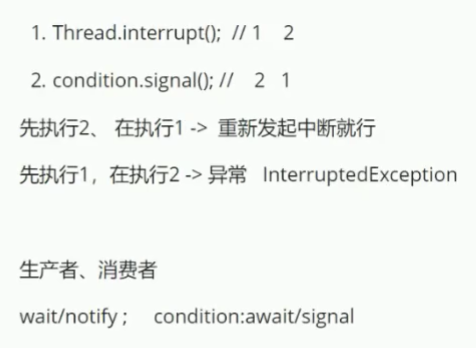 1. Thread.interrupt(); // 1 2
2. condition.signal(); // 2 1
先执行2、 在执行1 -> 重新发起中断就行
先执行1，在执行2 -> 异常 InterruptedException
生产者、消费者
wait/notify ; condition:await/signal